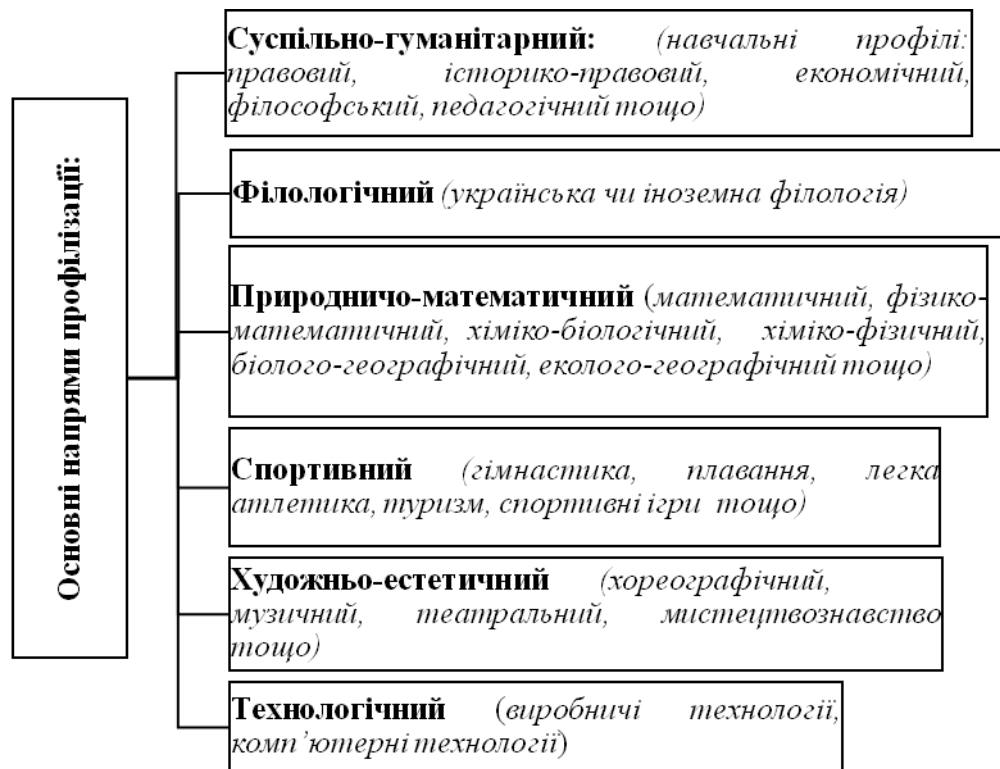 Основні напрями профілізації:
Суспільно-гуманітарний: (навчальні профілі:
правовий, історико-правовий, економічний,
філософський, педагогічний тощо)
Філологічний (українська чи іноземна філологія)
Природничо-математичний (математичний, фізико-
математичний, хіміко-біологічний, хіміко-фізичний,
біолого-географічний, еколого-географічний тощо)
Спортивний (гімнастика, плавання, легка
атлетика, туризм, спортивні ігри тощо)
Художньо-естетичний (хореографічний,
музичний, театральний, мистецтвознавство
тощо)
Технологічний (виробничі технології,
комп’ютерні технології)